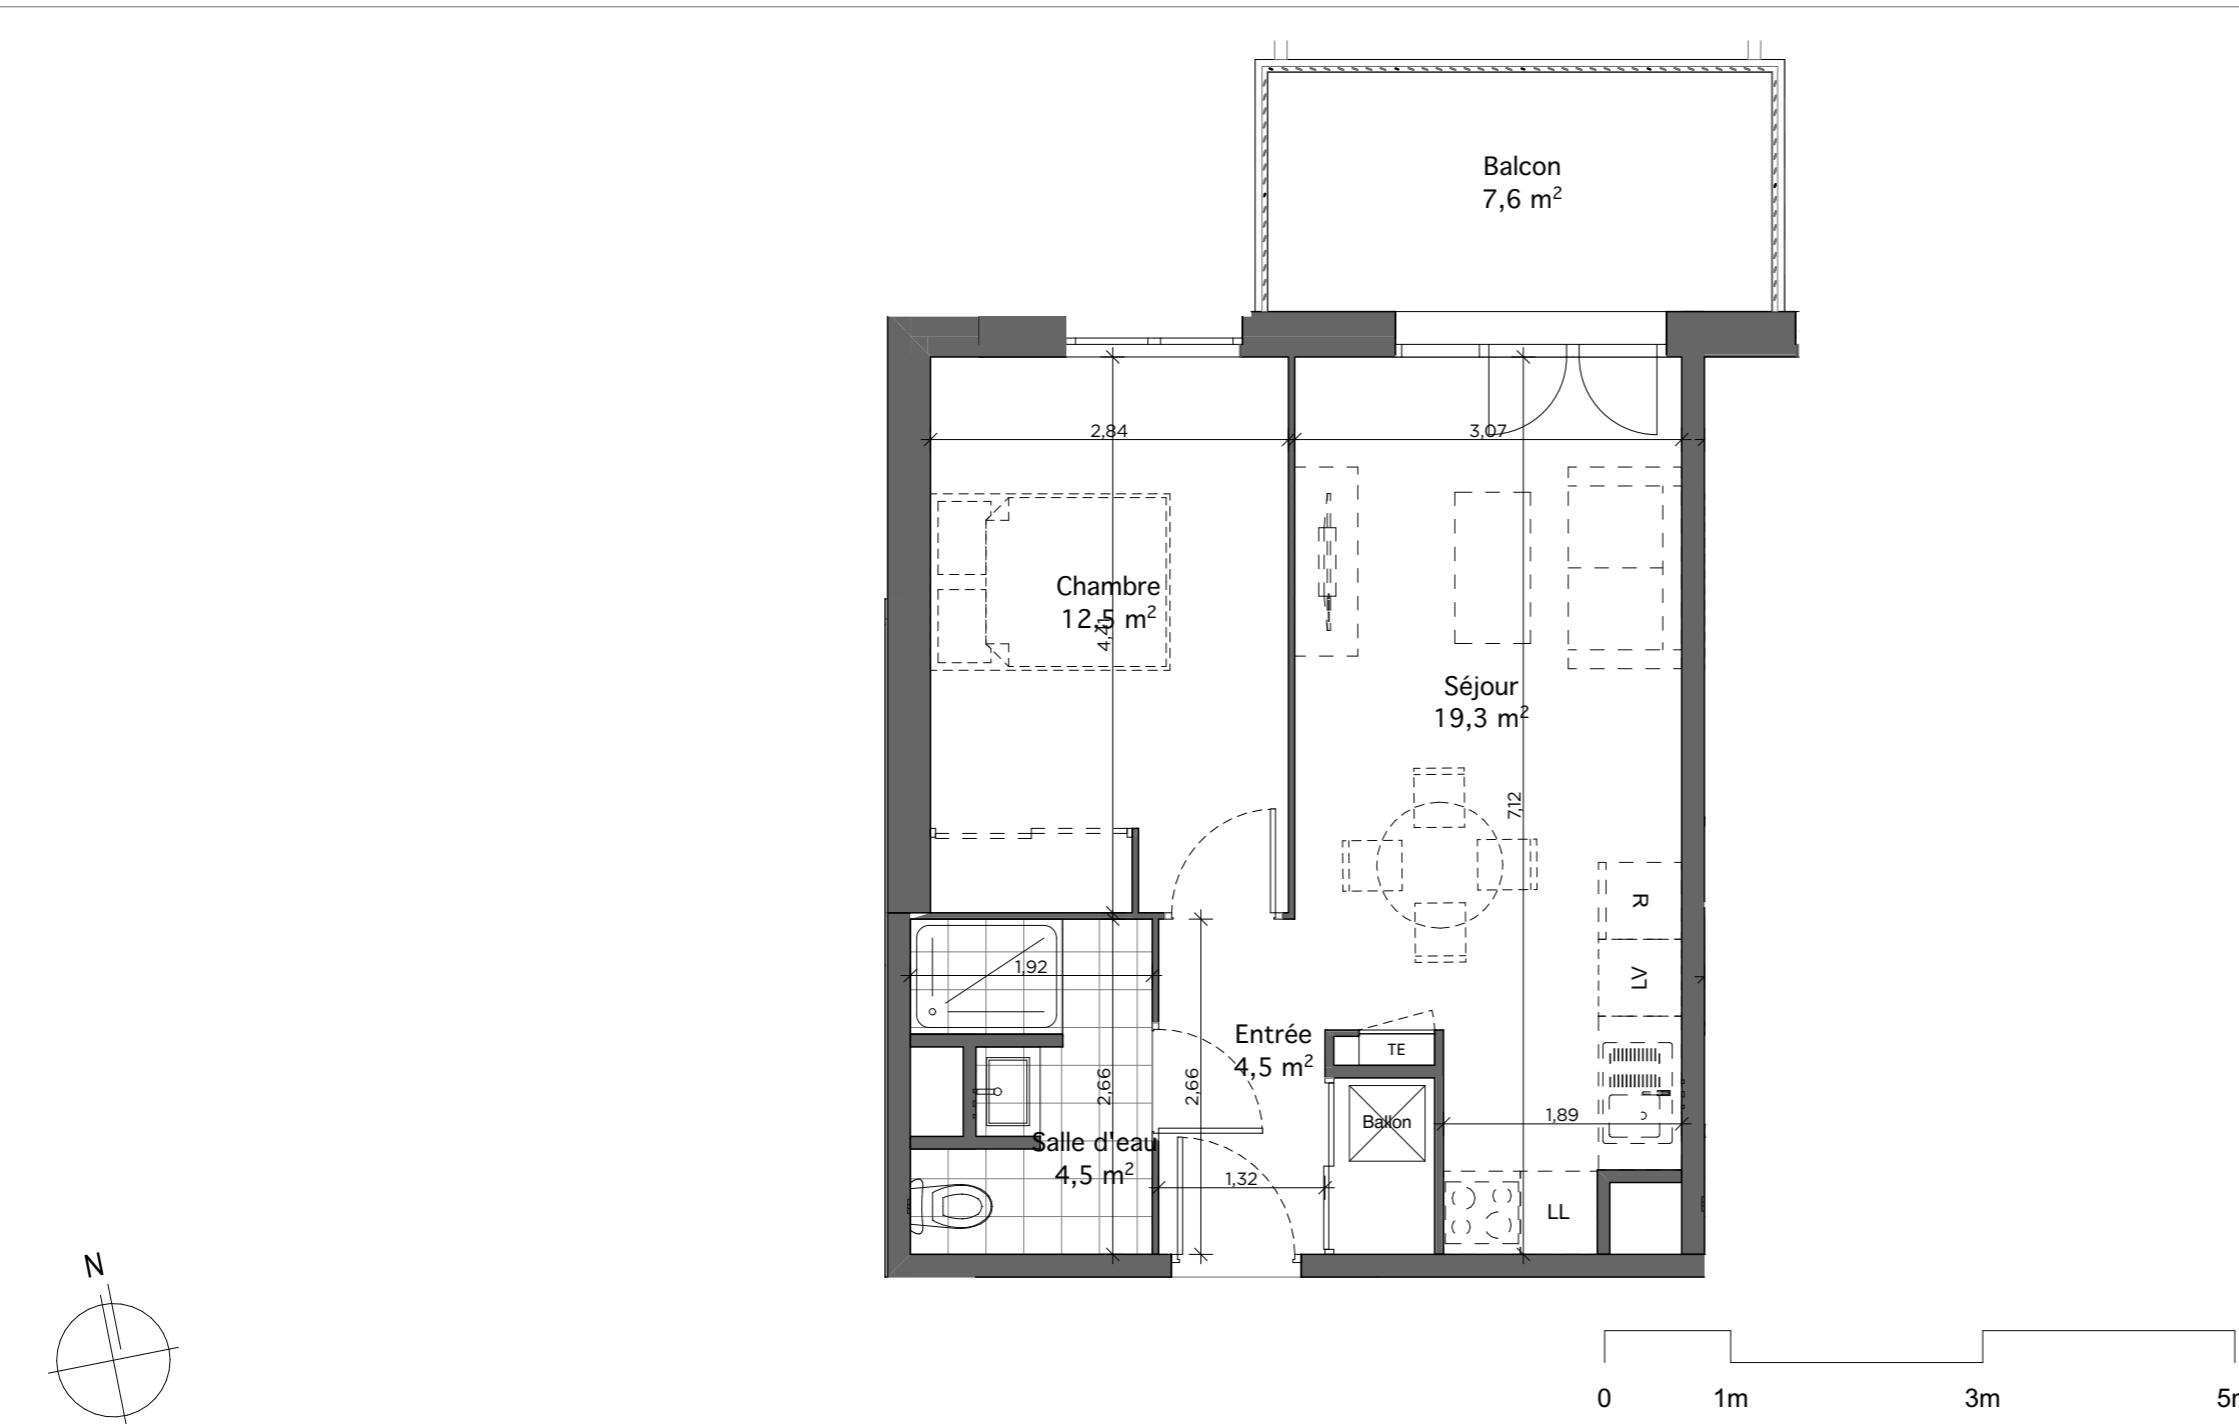 Balcon
7,6 m²
2,84
3,07
Chambre
12,5 m²
4,41
Séjour
19,3 m²
7,12
R
LV
1,92
Entrée
4,5 m²
TE
2,66
2,66
Ballon
1,89
Salle d'eau
4,5 m²
1,32
LL
N
0
1m
3m
5m